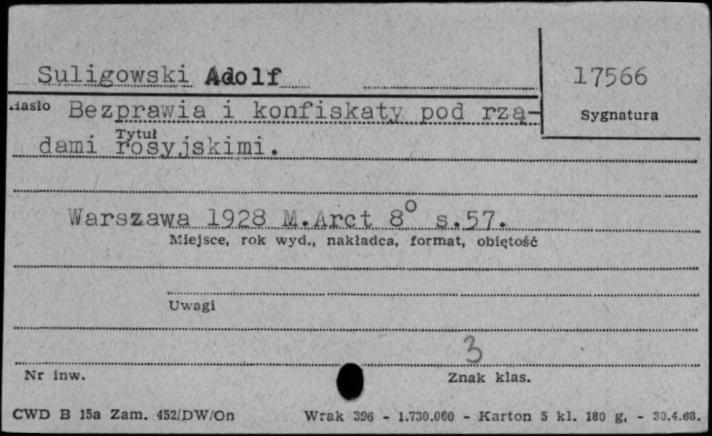 Suligowski Adolf
17566
Hasło
Sygnatura
Bezprawia i konfiskaty pod rzą-
Tytuł
dami rosyjskimi.
Warszawa 1928 M.Arct 8° s.57.
Miejsce, rok wyd., nakładca, format, objętość
Uwagi
3
Nr inw.
Znak klas.
CWD B 15a Zam. 452/DW/On
Wrak 396 - 1.730.000 - Karton 5 kl. 180 g, - 30.4.68.